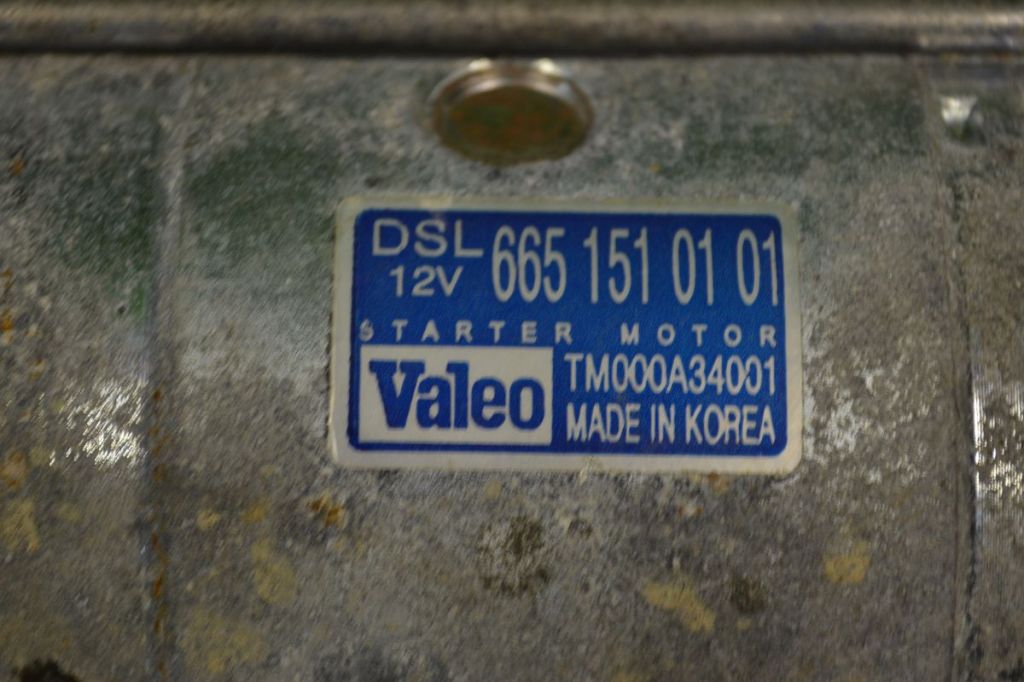 DSL 665 151 01 01
12V
STARTER MOTOR
Valeo TM000A34001
MADE IN KOREA